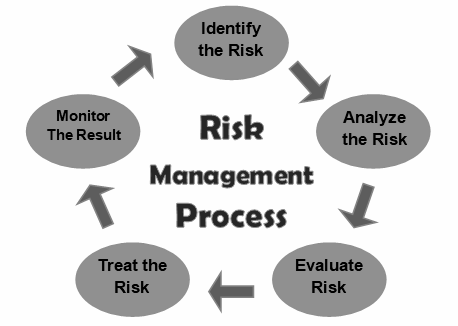 Identify
the Risk
Analyze
the Risk
Evaluate
Risk
Treat the
Risk
Monitor
The Result
Risk
Management
Process